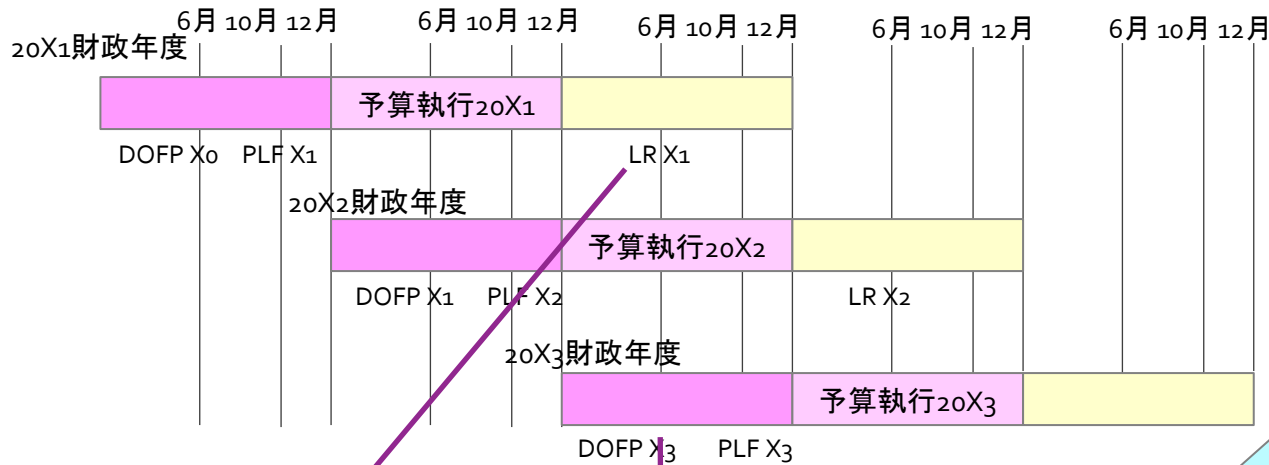 6月 10月 12月 6月 10月 12月 6月 10月 12月 6月 10月 12月 6月 10月 12月
20X1財政年度
予算執行20X1
DOFP X0 PLF X1 LR X1
20X2財政年度
予算執行20X2
DOFP X1 PLF X2 LR X2
20X3財政年度
予算執行20X3
DOFP X3 PLF X3